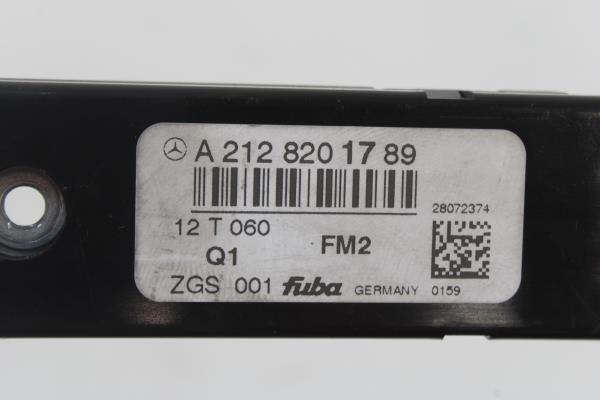 A 212 820 17 89
28072374
12 T 060
Q1 FM2
ZGS 001 fuba GERMANY 0159